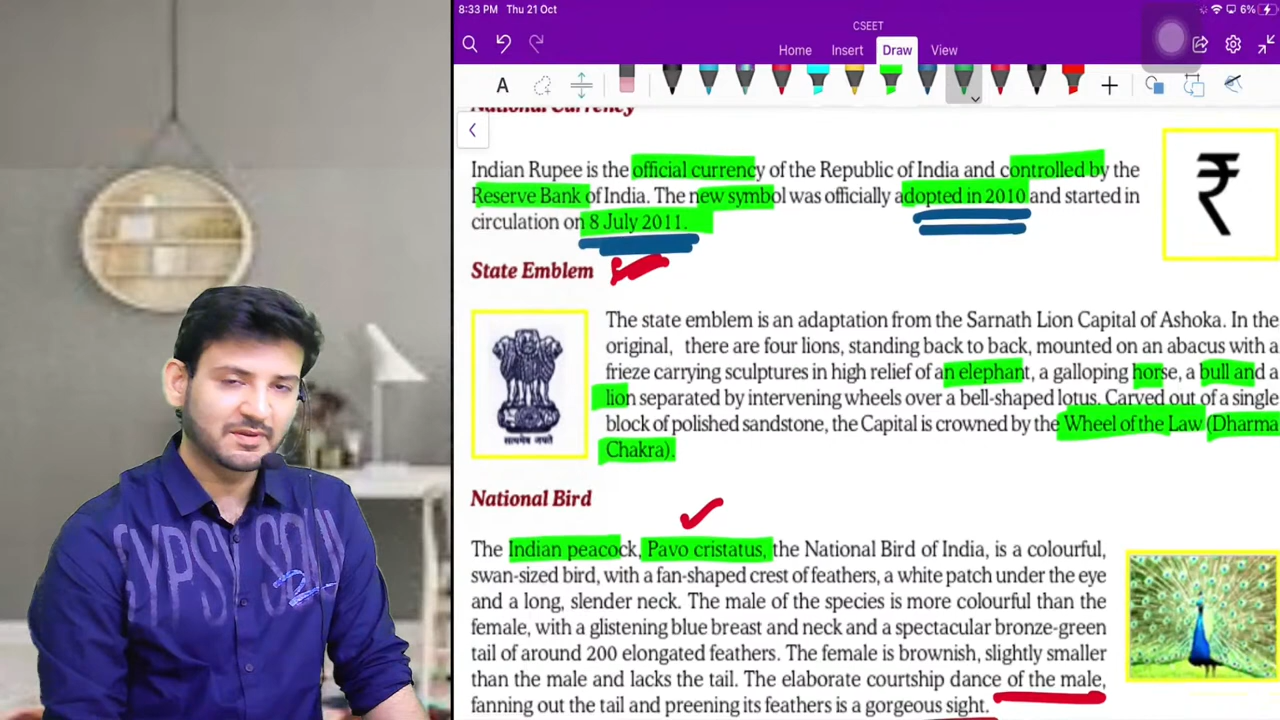 8:33 PM Thu 21 Oct
6%
CSEET
Home Insert Draw View
A
National Currency
Indian Rupee is the official currency of the Republic of India and controlled by the
Reserve Bank of India. The new symbol was officially adopted in 2010 and started in
circulation on 8 July 2011.
₹
State Emblem
The state emblem is an adaptation from the Sarnath Lion Capital of Ashoka. In the
original, there are four lions, standing back to back, mounted on an abacus with a
frieze carrying sculptures in high relief of an elephant, a galloping horse, a bull and a
lion separated by intervening wheels over a bell-shaped lotus. Carved out of a single
block of polished sandstone, the Capital is crowned by the Wheel of the Law (Dharma
Chakra).
सत्यमेव जयते
National Bird
The Indian peacock, Pavo cristatus, the National Bird of India, is a colourful,
swan-sized bird, with a fan-shaped crest of feathers, a white patch under the eye
and a long, slender neck. The male of the species is more colourful than the
female, with a glistening blue breast and neck and a spectacular bronze-green
tail of around 200 elongated feathers. The female is brownish, slightly smaller
than the male and lacks the tail. The elaborate courtship dance of the male,
fanning out the tail and preening its feathers is a gorgeous sight.
GYPSY SOUL